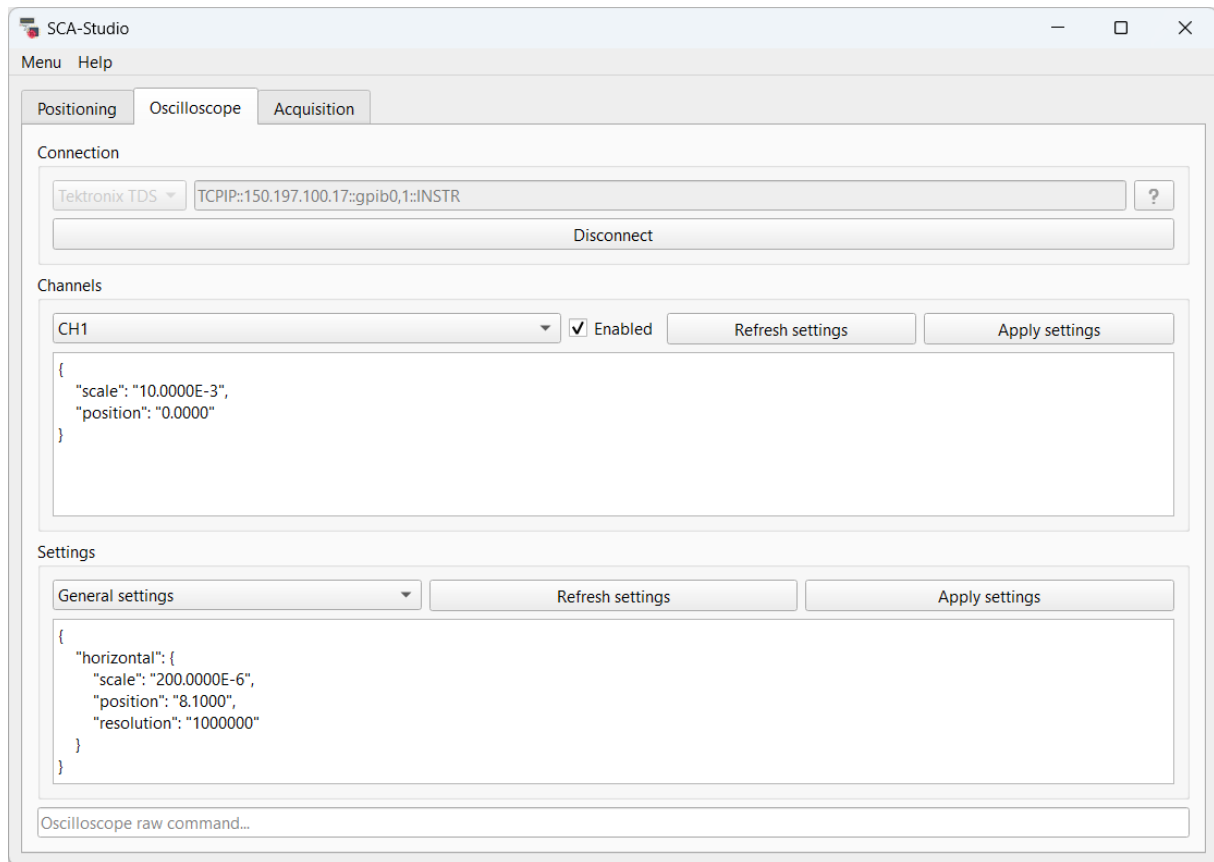 SCA-Studio
Menu Help
Positioning Oscilloscope Acquisition
Connection
Tektronix TDS TCPIP::150.197.100.17::gpib0,1::INSTR ?
Disconnect
Channels
CH1 Enabled Refresh settings Apply settings
{
"scale": "10.0000E-3",
"position": "0.0000"
}
Settings
General settings Refresh settings Apply settings
{
"horizontal": {
"scale": "200.0000E-6",
"position": "8.1000",
"resolution": "1000000"
}
}
Oscilloscope raw command...